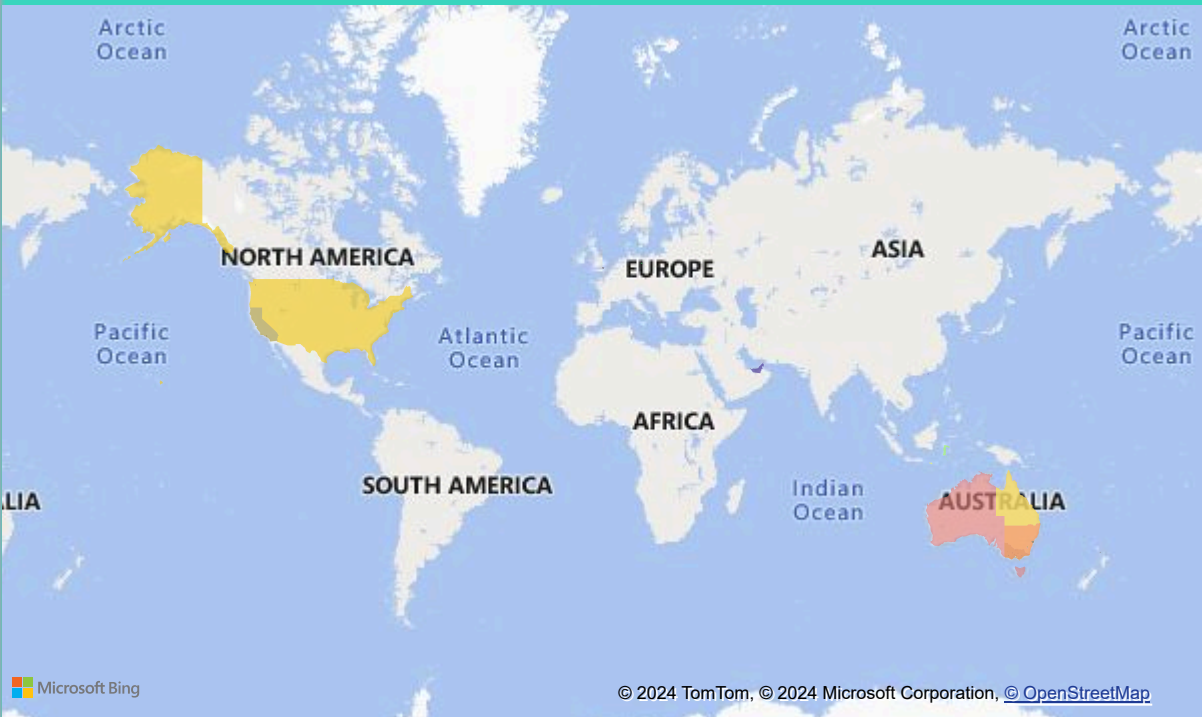 Arctic
Ocean
Arctic
Ocean
NORTH AMERICA
EUROPE
ASIA
Pacific
Ocean
Atlantic
Ocean
Pacific
Ocean
AFRICA
SOUTH AMERICA
Indian
Ocean
LIA
AUSTRALIA
Microsoft Bing
© 2024 TomTom, © 2024 Microsoft Corporation, © OpenStreetMap